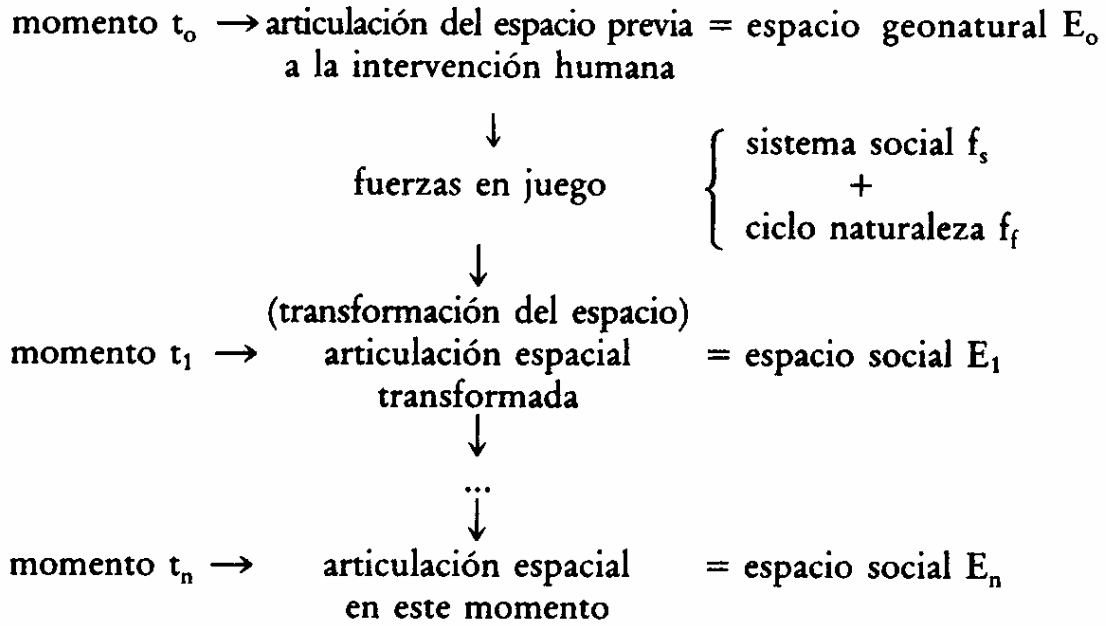 momento t₀ → articulación del espacio previa = espacio geonatural E₀
a la intervención humana
↓
sistema social fₛ
fuerzas en juego { +
ciclo naturaleza f_f
↓
(transformación del espacio)
momento t₁ → articulación espacial = espacio social E₁
transformada
↓
...
↓
momento tₙ → articulación espacial = espacio social Eₙ
en este momento